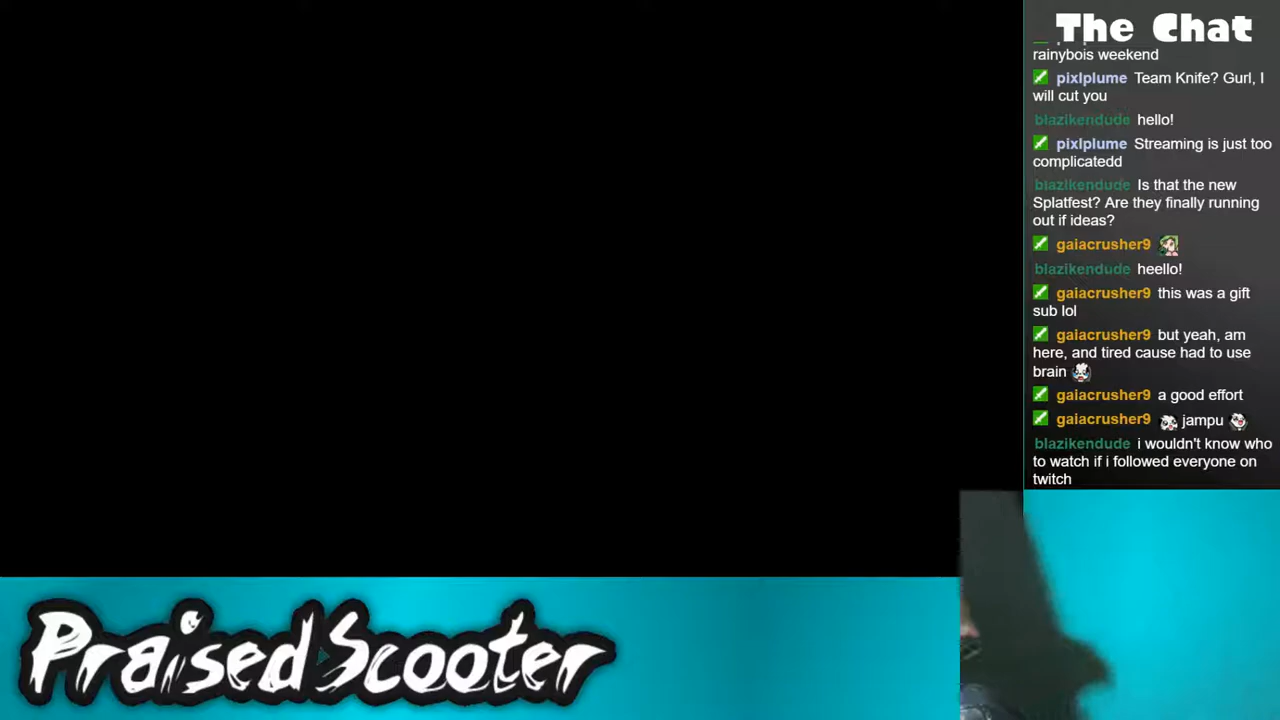 The Chat
rainybois weekend
pixlplume Team Knife? Gurl, I
will cut you
blazikendude hello!
pixlplume Streaming is just too
complicatedd
blazikendude Is that the new
Splatfest? Are they finally running
out if ideas?
gaiacrusher9
blazikendude heello!
gaiacrusher9 this was a gift
sub lol
gaiacrusher9 but yeah, am
here, and tired cause had to use
brain
gaiacrusher9 a good effort
gaiacrusher9 jampu
blazikendude i wouldn't know who
to watch if i followed everyone on
twitch
PraisedScooter